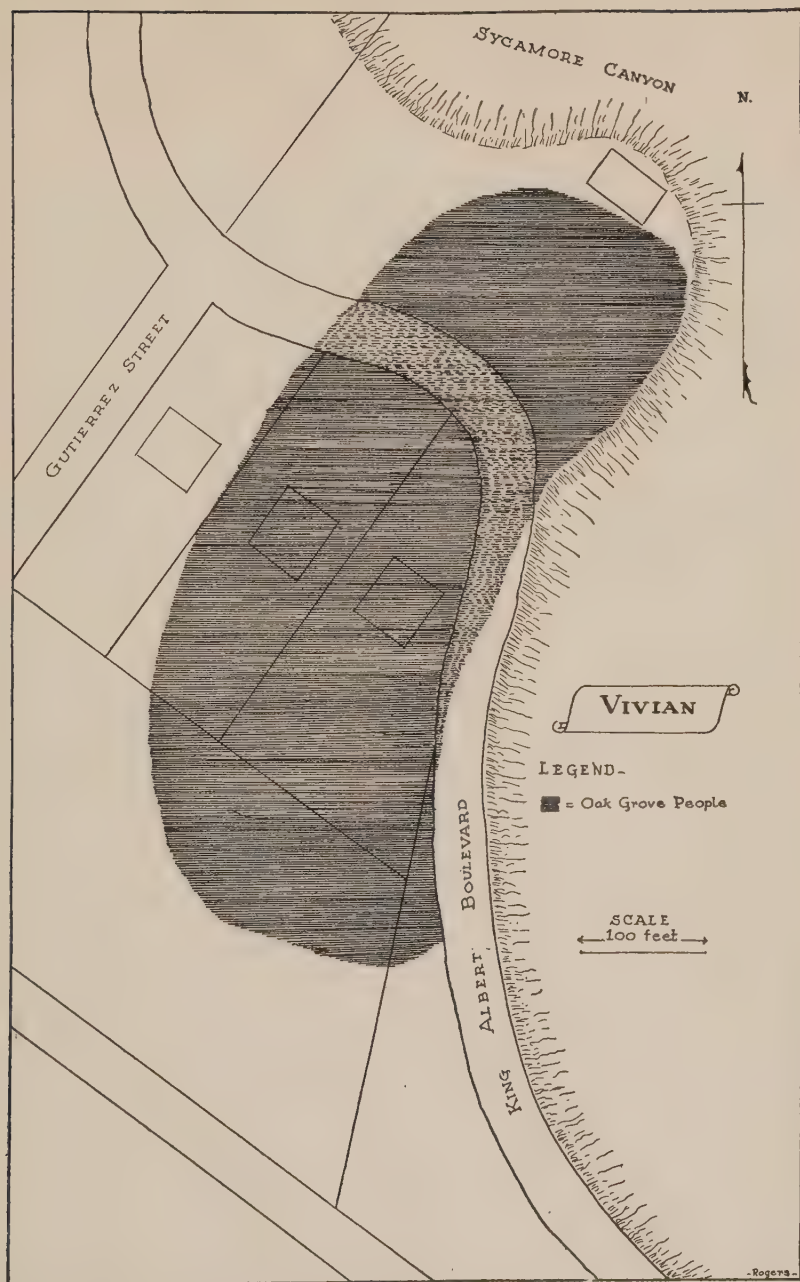 SYCAMORE CANYON
N.
GUTIERREZ STREET
VIVIAN
LEGEND-
= Oak Grove People
SCALE
100 feet
KING ALBERT BOULEVARD
-Rogers-